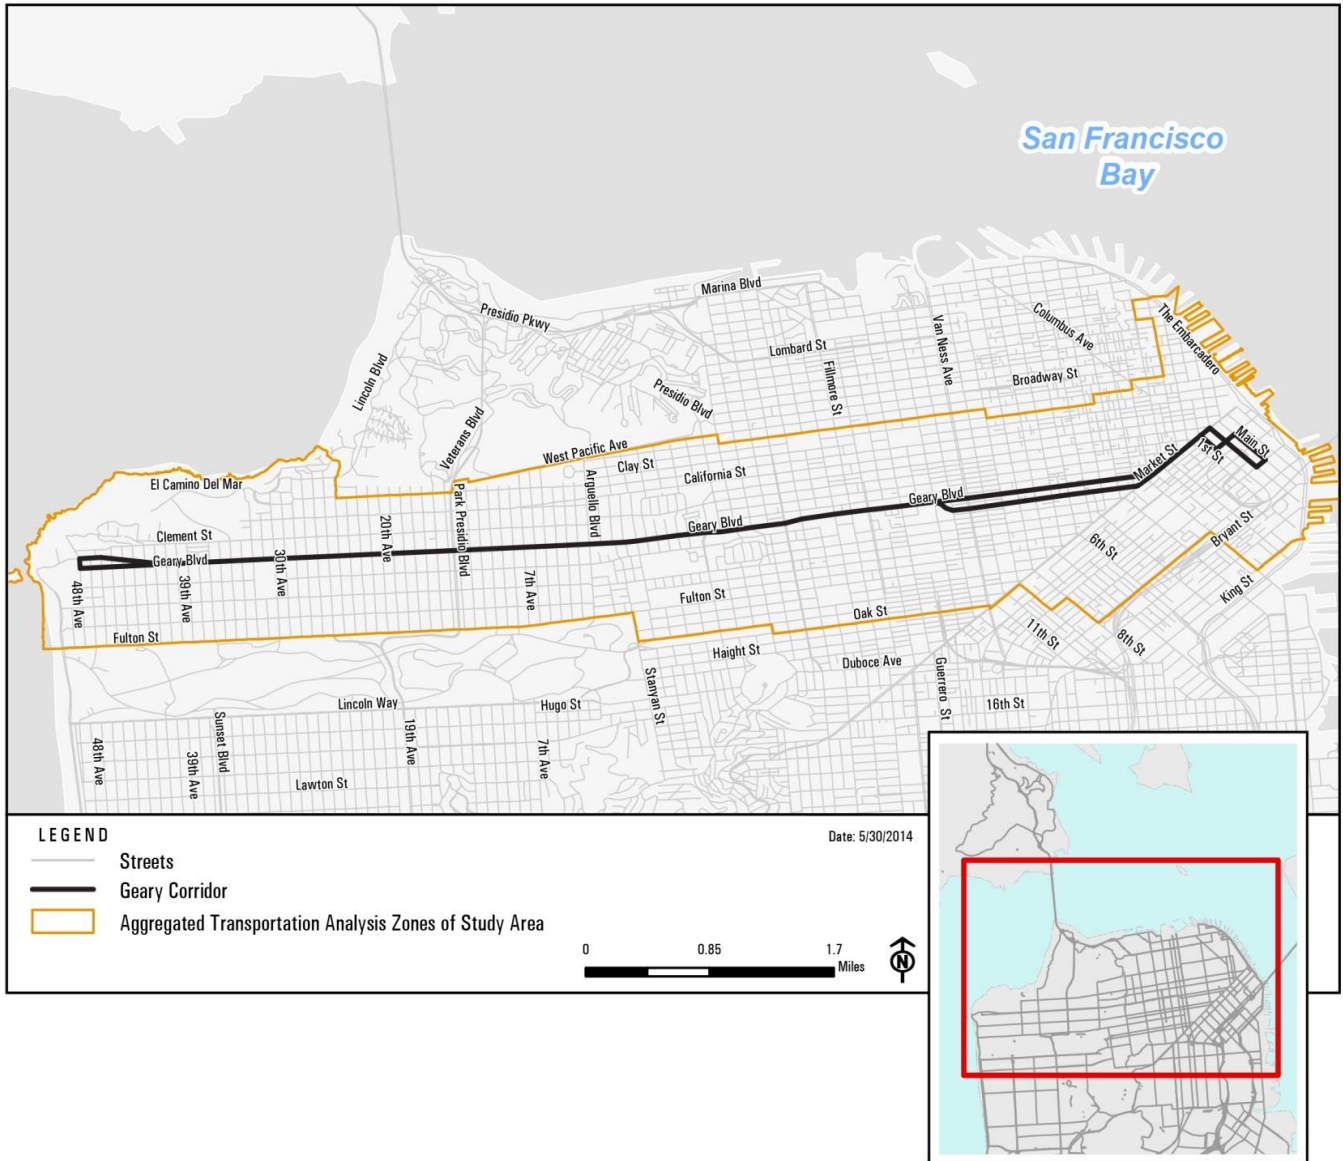 San Francisco
Bay
Marina Blvd
Presidio Pkwy
Lombard St
Columbus Ave
The Embarcadero
Van Ness Ave
Fillmore St
Broadway St
Lincoln Blvd
Presidio Blvd
Veterans Blvd
West Pacific Ave
Clay St
California St
Market St
1st St
Main St
El Camino Del Mar
Arguello Blvd
Park Presidio Blvd
Geary Blvd
Geary Blvd
Clement St
20th Ave
Geary Blvd
30th Ave
39th Ave
48th Ave
7th Ave
Fulton St
6th St
Bryant St
King St
Oak St
Fulton St
11th St
8th St
Haight St
Duboce Ave
Guerrero St
Stanyan St
16th St
Lincoln Way
Hugo St
Sunset Blvd
19th Ave
48th Ave
39th Ave
7th Ave
Lawton St
LEGEND
Date: 5/30/2014
Streets
Geary Corridor
Aggregated Transportation Analysis Zones of Study Area
0 0.85 1.7
Miles
N